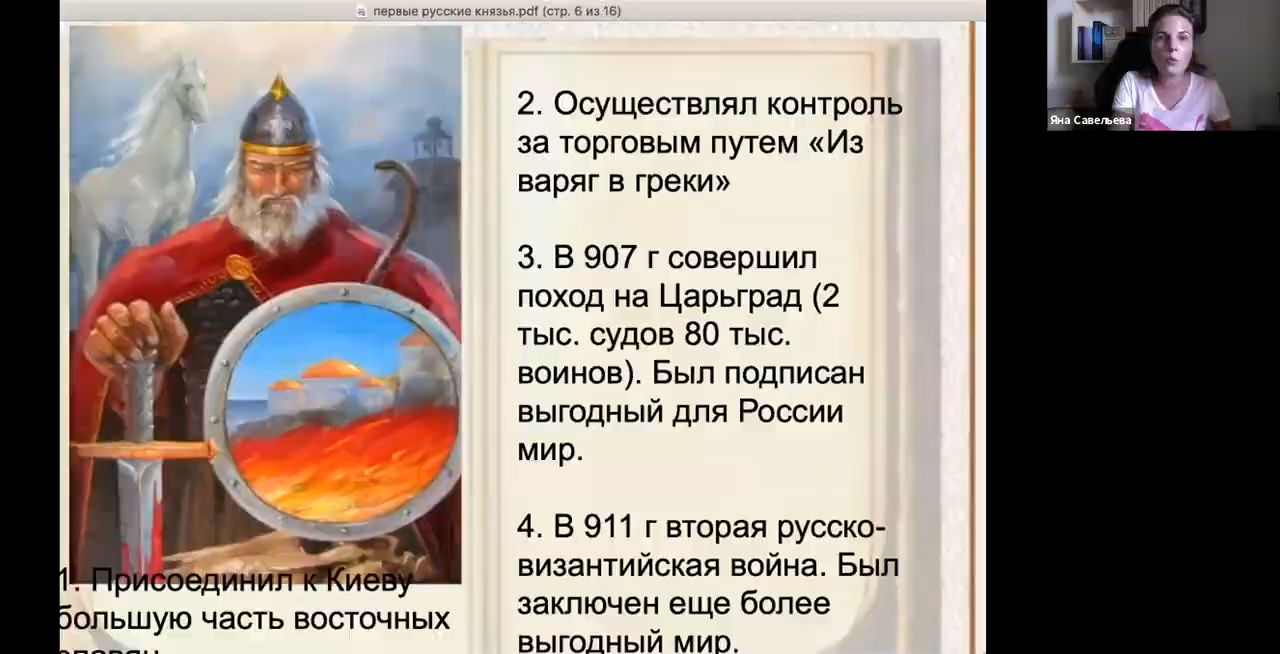 первые русские князья.pdf (стр. 6 из 16)
Яна Савельева
2. Осуществлял контроль
за торговым путем «Из
варяг в греки»
3. В 907 г совершил
поход на Царьград (2
тыс. судов 80 тыс.
воинов). Был подписан
выгодный для России
мир.
4. В 911 г вторая русско-
византийская война. Был
заключен еще более
выгодный мир.
1. Присоединил к Киеву
большую часть восточных